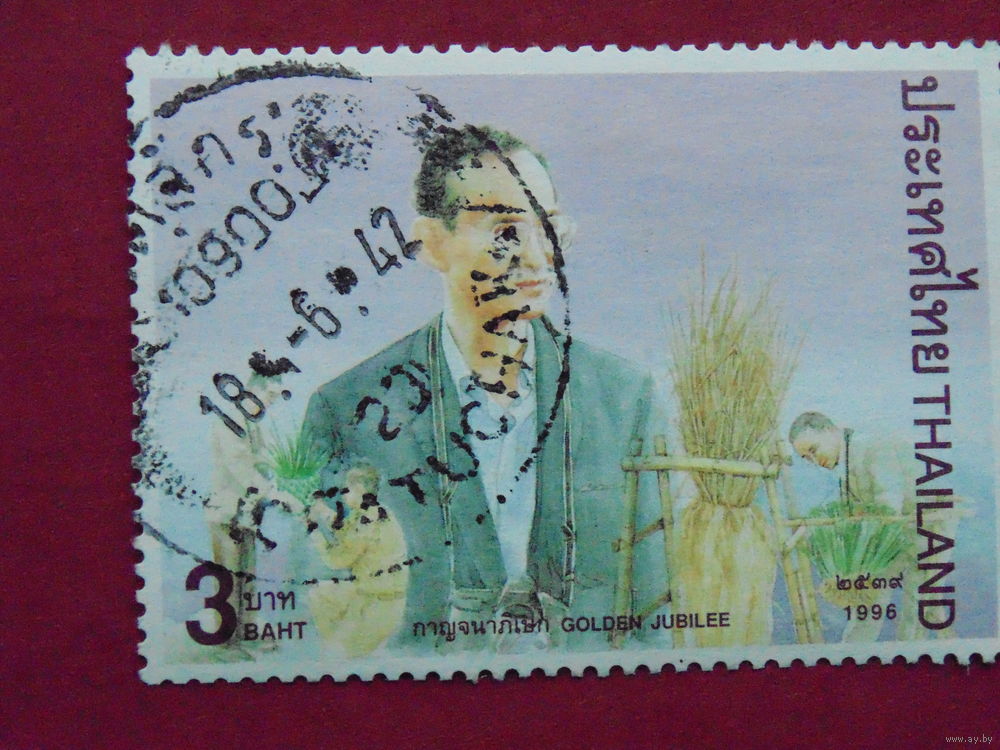 ประเทศไทย THAILAND
18
-6
42
CHATUCHAK
3 บาท
BAHT
กาญจนาภิเษก GOLDEN JUBILEE
๒๕๓๙
1996
www.ay.by